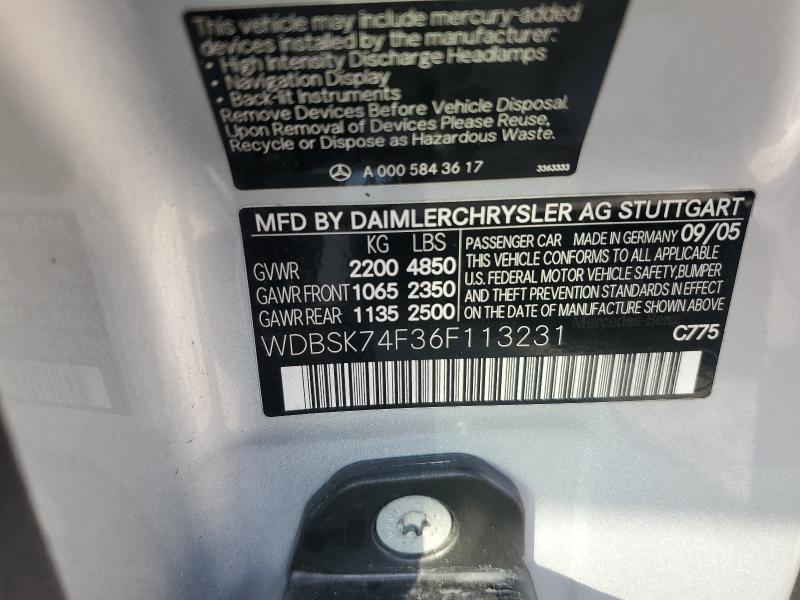 This vehicle may include mercury-added
devices installed by the manufacturer:
• High Intensity Discharge Headlamps
• Navigation Display
• Back-lit Instruments
Remove Devices Before Vehicle Disposal.
Upon Removal of Devices Please Reuse,
Recycle or Dispose as Hazardous Waste.
A 000 584 36 17
3363333
MFD BY DAIMLERCHRYSLER AG STUTTGART
KG LBS
GVWR 2200 4850
GAWR FRONT 1065 2350
GAWR REAR 1135 2500
PASSENGER CAR MADE IN GERMANY 09/05
THIS VEHICLE CONFORMS TO ALL APPLICABLE
U.S. FEDERAL MOTOR VEHICLE SAFETY, BUMPER
AND THEFT PREVENTION STANDARDS IN EFFECT
ON THE DATE OF MANUFACTURE SHOWN ABOVE
Mercedes-Benz
WDBSK74F36F113231
C775